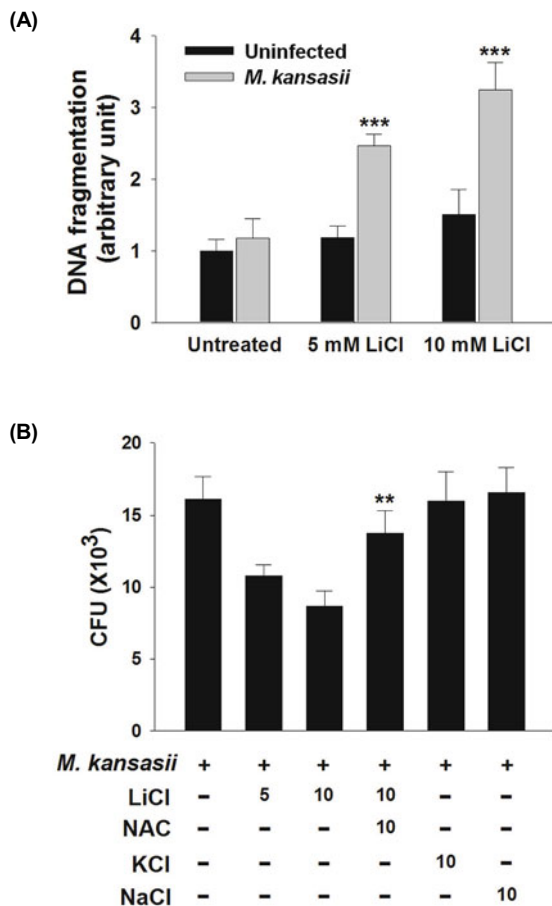 (A)
DNA fragmentation
(arbitrary unit)
4
3
2
1
0
Uninfected
M. kansasii
***
***
Untreated 5 mM LiCl 10 mM LiCl
(B)
CFU (X10³)
20
15
10
5
0
**
M. kansasii + + + + + +
LiCl – 5 10 10 – –
NAC – – – 10 – –
KCl – – – – 10 –
NaCl – – – – – 10